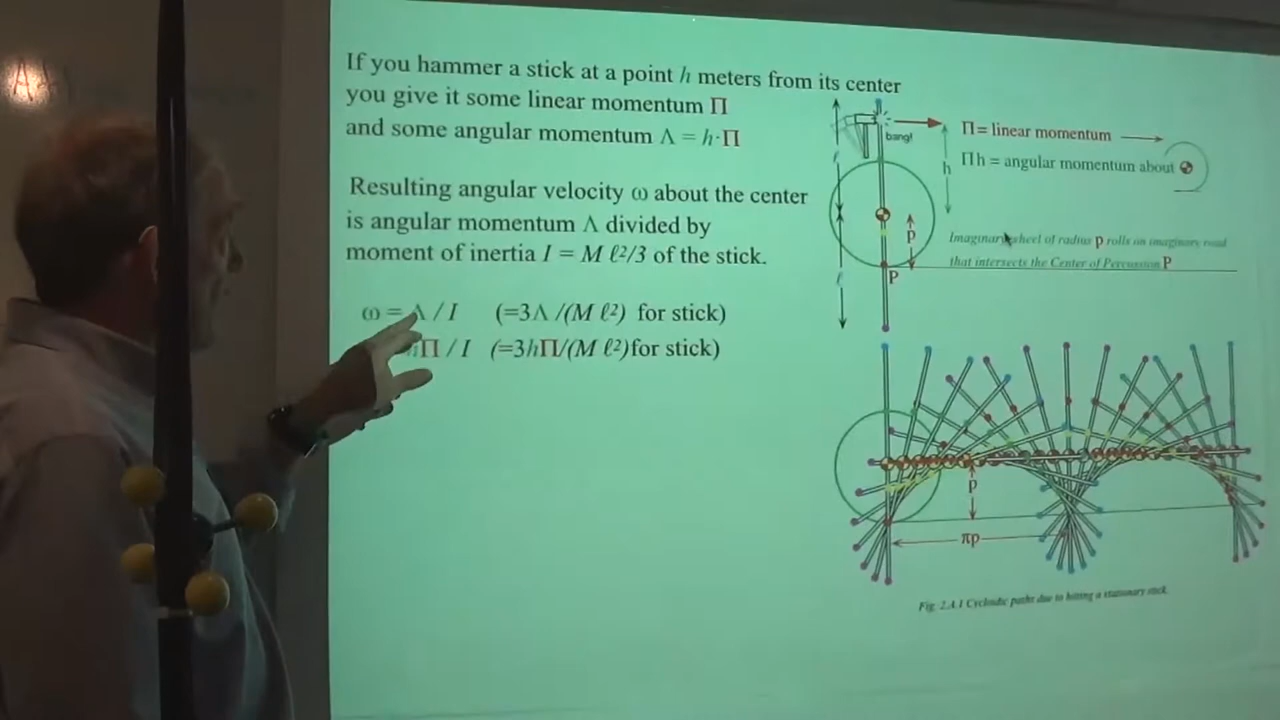 If you hammer a stick at a point h meters from its center
you give it some linear momentum Π
and some angular momentum Λ = h·Π
Resulting angular velocity ω about the center
is angular momentum Λ divided by
moment of inertia I = M ℓ²/3 of the stick.
ω = Λ / I (=3Λ /(M ℓ²) for stick)
Π / I (=3hΠ/(M ℓ²)for stick)
bang!
Π= linear momentum
Πh = angular momentum about
h
ℓ
p
Imaginary wheel of radius p rolls on imaginary road
that intersects the Center of Percussion P
P
ℓ
p
πp
Fig. 2.A.1 Cycloidic paths due to hitting a stationary stick.